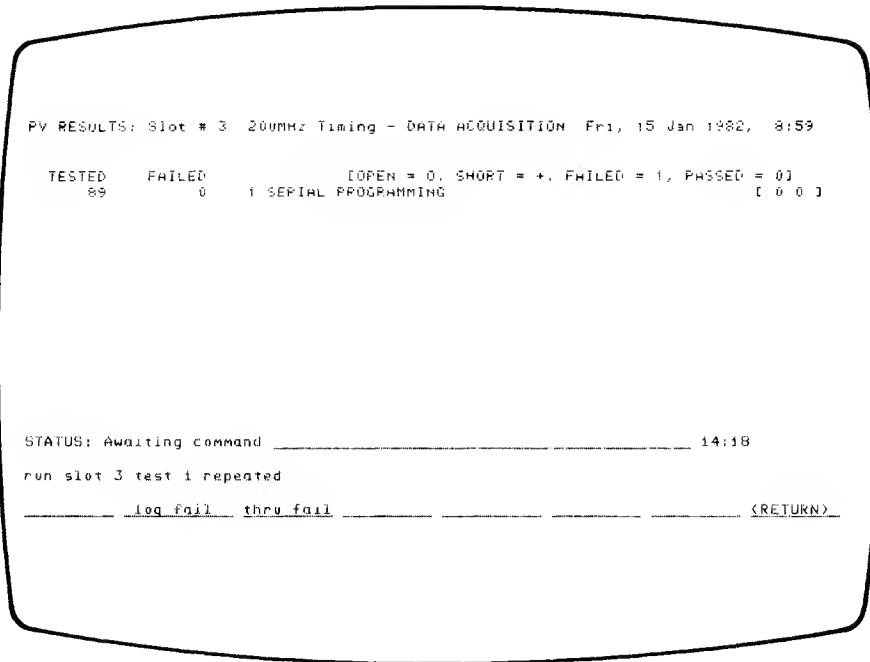 PV RESULTS: Slot # 3 200MHz Timing - DATA ACQUISITION Fri, 15 Jan 1982, 8:59
TESTED FAILED [OPEN = 0, SHORT = +, FAILED = 1, PASSED = 0]
89 0 1 SERIAL PROGRAMMING [ 0 0 ]
STATUS: Awaiting command 14:18
run slot 3 test 1 repeated
log fail thru fail <RETURN>